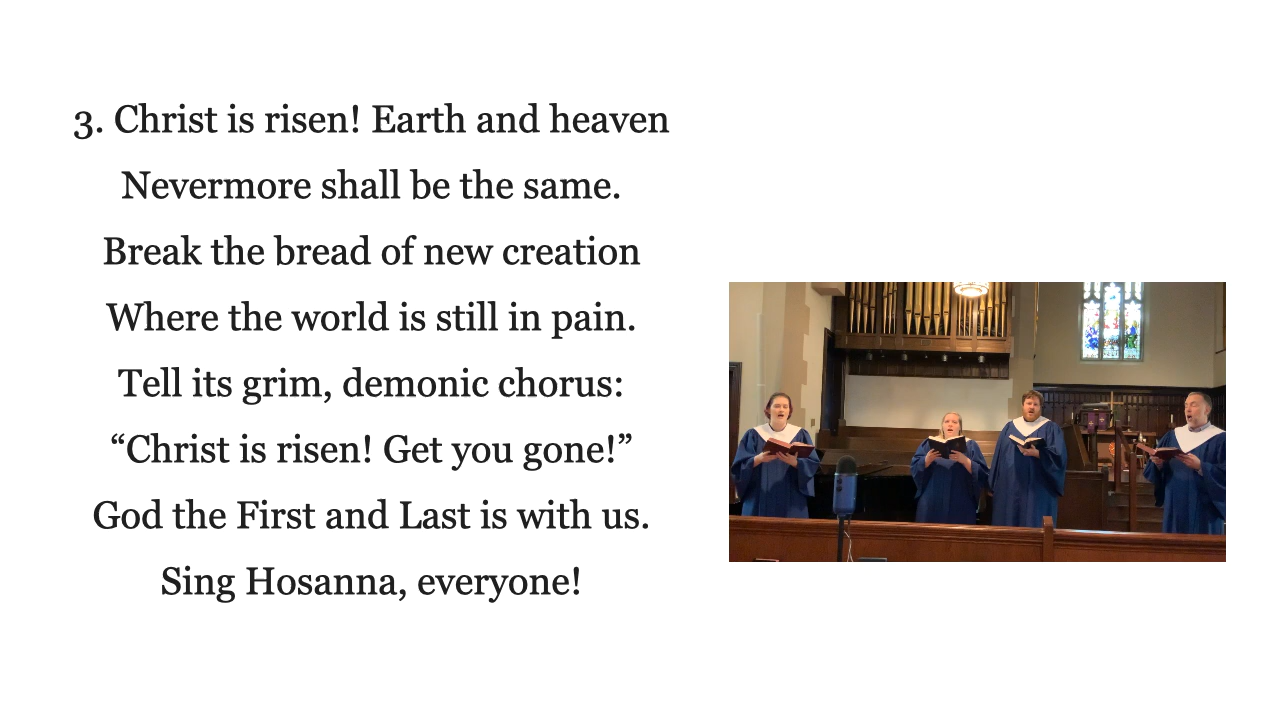 3. Christ is risen! Earth and heaven
Nevermore shall be the same.
Break the bread of new creation
Where the world is still in pain.
Tell its grim, demonic chorus:
“Christ is risen! Get you gone!”
God the First and Last is with us.
Sing Hosanna, everyone!